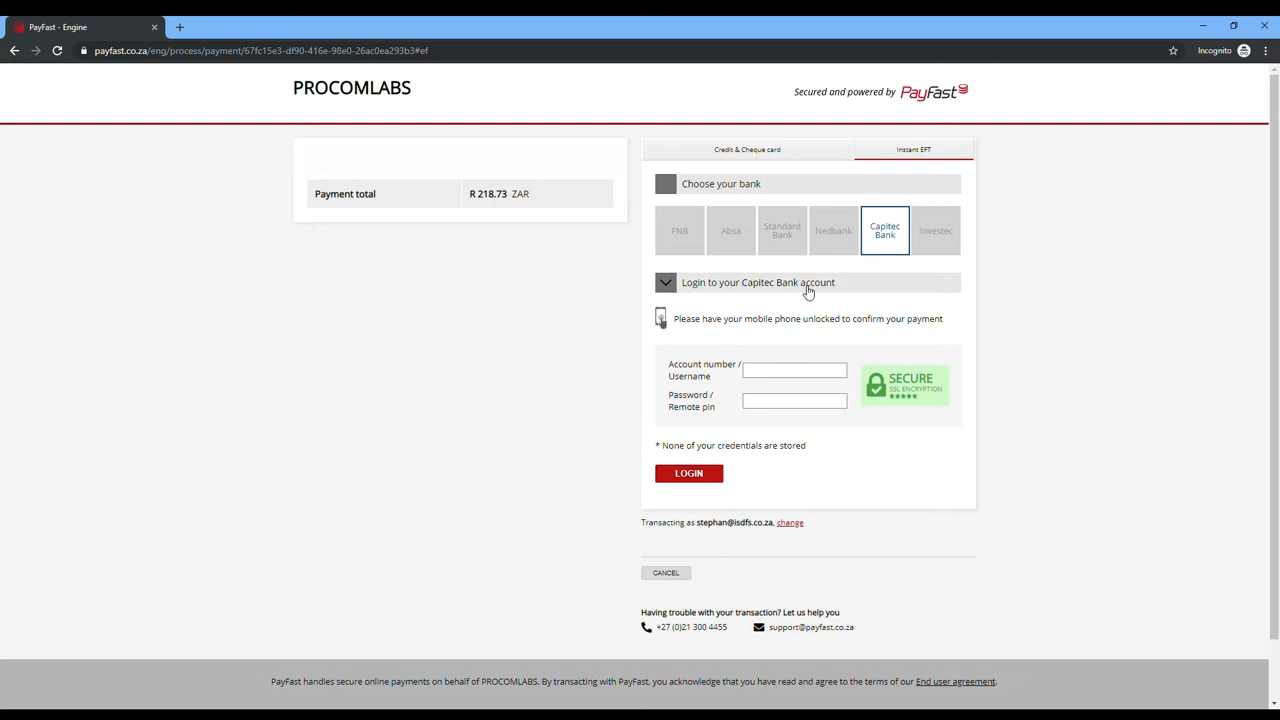 PayFast - Engine
payfast.co.za/eng/process/payment/67fc15e3-df90-416e-98e0-26ac0ea293b3#ef
Incognito
PROCOMLABS
Secured and powered by PayFast
Payment total R 218.73 ZAR
Credit & Cheque card
Instant EFT
Choose your bank
FNB
Absa
Standard
Bank
Nedbank
Capitec
Bank
Investec
Login to your Capitec Bank account
Please have your mobile phone unlocked to confirm your payment
Account number /
Username
Password /
Remote pin
SECURE
SSL ENCRYPTION
* None of your credentials are stored
LOGIN
Transacting as stephan@isdfs.co.za, change
CANCEL
Having trouble with your transaction? Let us help you
+27 (0)21 300 4455
support@payfast.co.za
PayFast handles secure online payments on behalf of PROCOMLABS. By transacting with PayFast, you acknowledge that you have read and agree to the terms of our End user agreement.